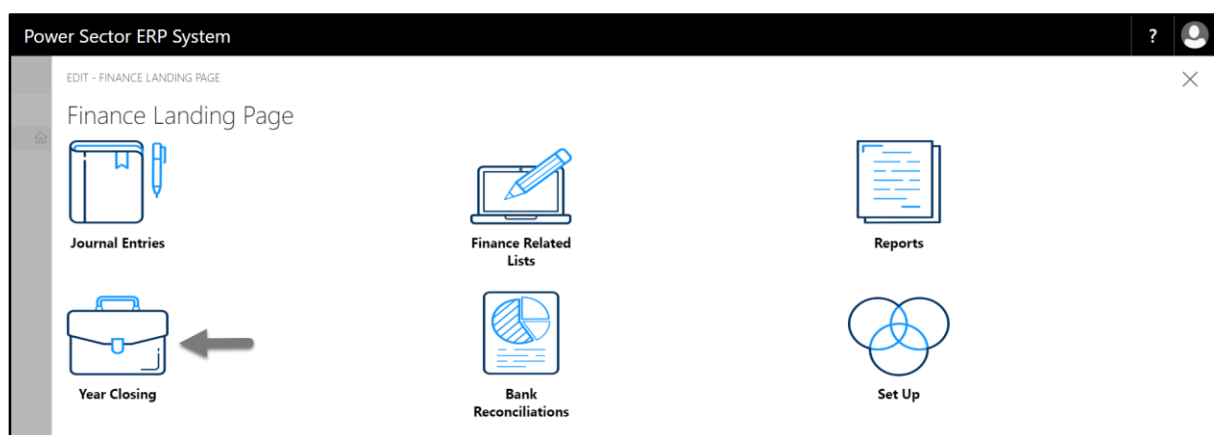 Power Sector ERP System
?
EDIT - FINANCE LANDING PAGE
Finance Landing Page
Journal Entries
Finance Related
Lists
Reports
Year Closing
Bank
Reconciliations
Set Up